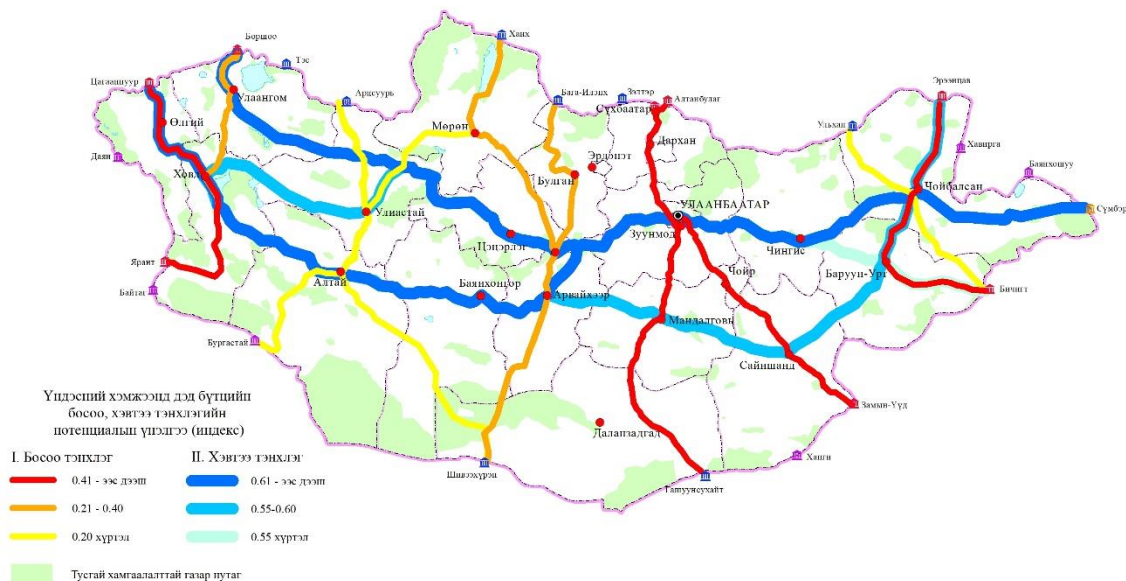 Ханх
Боршоо
Тэс
Цагааннуур
Улаангом
Арцсуурь
Бага-Илэнх
Зэлтэр
Алтанбулаг
Сүхбаатар
Эрээнцав
Өлгий
Мөрөн
Дархан
Ульхан
Хавирга
Даян
Эрдэнэт
Баянхошуу
Ховд
Булган
Чойбалсан
Улиастай
УЛААНБААТАР
Сүмбэр
Зуунмод
Цэцэрлэг
Чингис
Ярант
Алтай
Чойр
Баруун-Урт
Байтаг
Баянхонгор
Арвайхээр
Бичигт
Мандалговь
Бургастай
Сайншанд
Үндэсний хэмжээнд дэд бүтцийн
босоо, хэвтээ тэнхлэгийн
потенциалын үнэлгээ (индекс)
Замын-Үүд
Даланзадгад
I. Босоо тэнхлэг
II. Хэвтээ тэнхлэг
Ханги
Шивээхүрэн
Гашуунсухайт
0.41 - ээс дээш
0.61 - ээс дээш
0.21 - 0.40
0.55-0.60
0.20 хүртэл
0.55 хүртэл
Тусгай хамгаалалттай газар нутаг